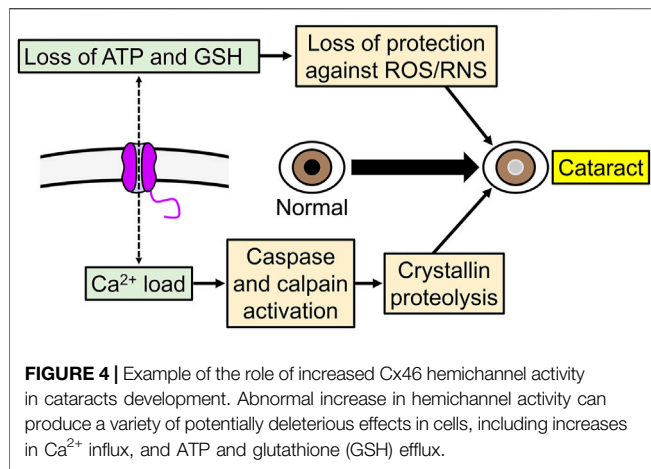 Loss of ATP and GSH
Loss of protection
against ROS/RNS
Normal
Cataract
Ca²⁺ load
Caspase
and calpain
activation
Crystallin
proteolysis
FIGURE 4 | Example of the role of increased Cx46 hemichannel activity
in cataracts development. Abnormal increase in hemichannel activity can
produce a variety of potentially deleterious effects in cells, including increases
in Ca²⁺ influx, and ATP and glutathione (GSH) efflux.